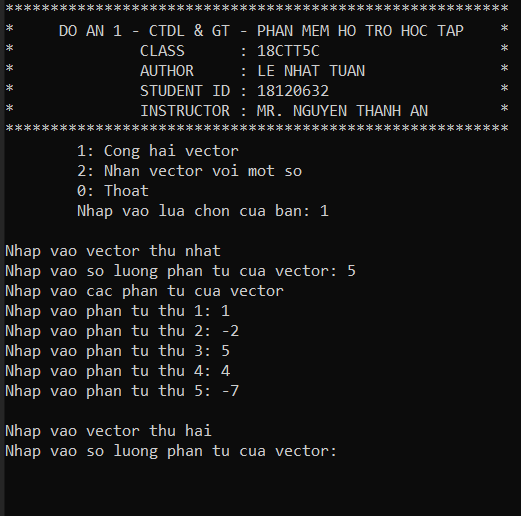 ********************************************************
*     DO AN 1 - CTDL & GT - PHAN MEM HO TRO HOC TAP    *
*              CLASS      : 18CTT5C                    *
*              AUTHOR     : LE NHAT TUAN               *
*              STUDENT ID : 18120632                   *
*              INSTRUCTOR : MR. NGUYEN THANH AN        *
********************************************************
        1: Cong hai vector
        2: Nhan vector voi mot so
        0: Thoat
        Nhap vao lua chon cua ban: 1
Nhap vao vector thu nhat
Nhap vao so luong phan tu cua vector: 5
Nhap vao cac phan tu cua vector
Nhap vao phan tu thu 1: 1
Nhap vao phan tu thu 2: -2
Nhap vao phan tu thu 3: 5
Nhap vao phan tu thu 4: 4
Nhap vao phan tu thu 5: -7
Nhap vao vector thu hai
Nhap vao so luong phan tu cua vector: